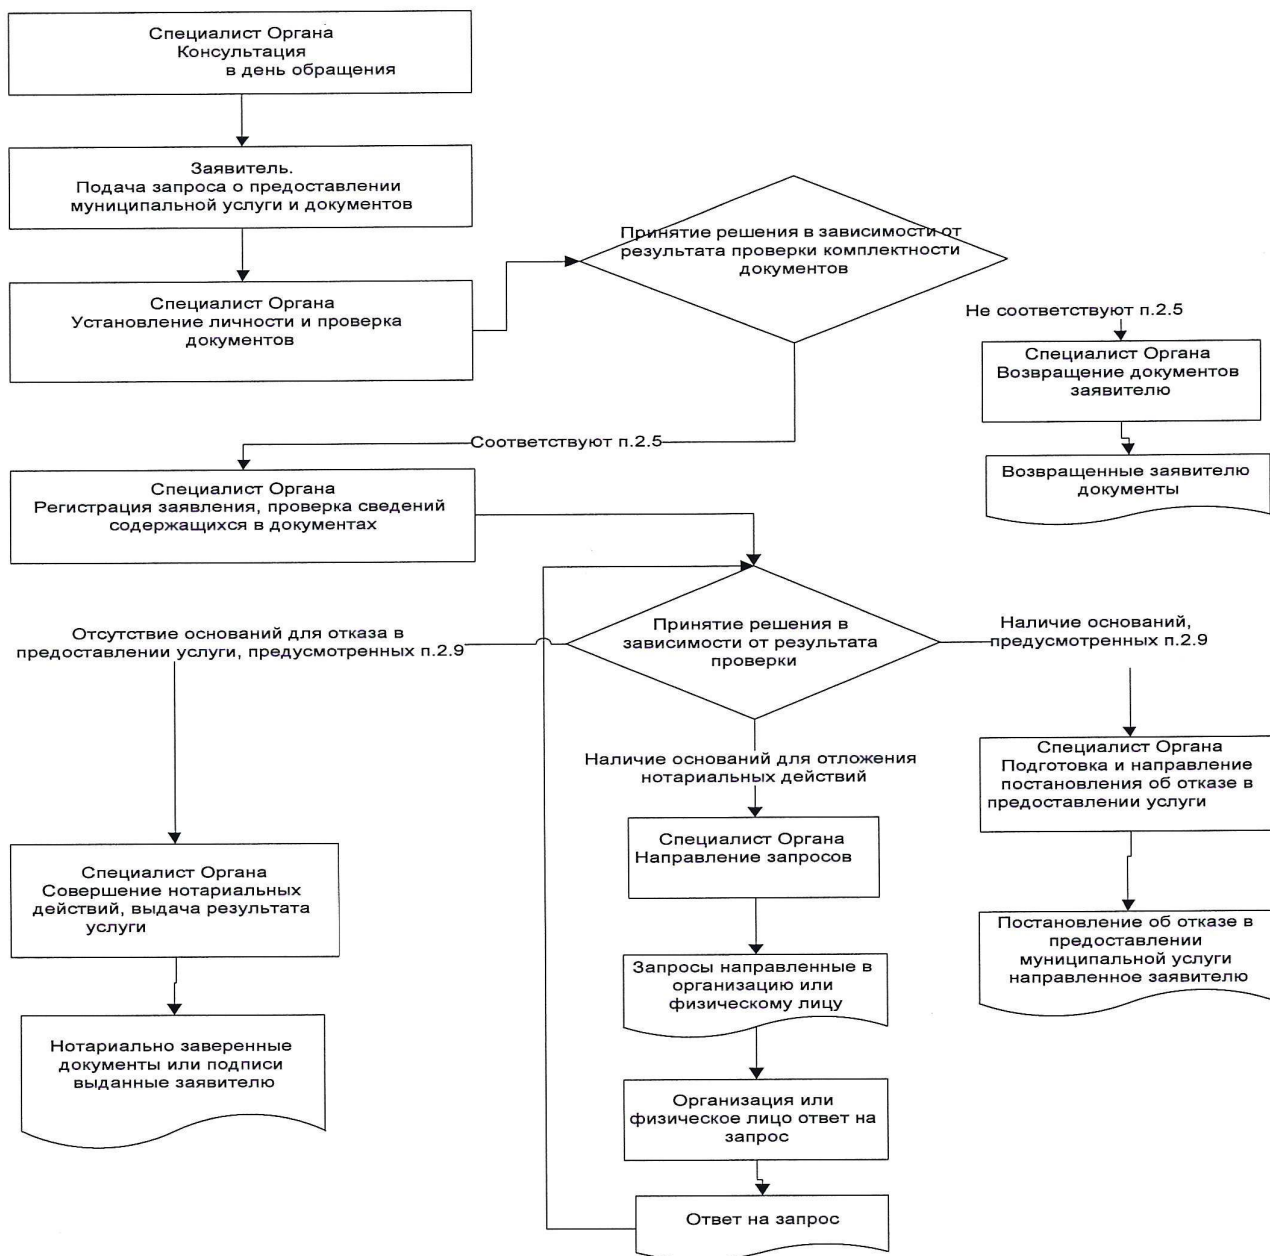 Специалист Органа
Консультация
в день обращения
Заявитель.
Подача запроса о предоставлении
муниципальной услуги и документов
Специалист Органа
Установление личности и проверка
документов
Принятие решения в зависимости от
результата проверки комплектности
документов
Не соответствуют п.2.5
Специалист Органа
Возвращение документов
заявителю
Возвращенные заявителю
документы
Соответствуют п.2.5
Специалист Органа
Регистрация заявления, проверка сведений
содержащихся в документах
Принятие решения в
зависимости от результата
проверки
Отсутствие оснований для отказа в
предоставлении услуги, предусмотренных п.2.9
Наличие оснований,
предусмотренных п.2.9
Наличие оснований для отложения
нотариальных действий
Специалист Органа
Подготовка и направление
постановления об отказе в
предоставлении услуги
Специалист Органа
Направление запросов
Специалист Органа
Совершение нотариальных
действий, выдача результата
услуги
Постановление об отказе в
предоставлении
муниципальной услуги
направленное заявителю
Запросы направленные в
организацию или
физическому лицу
Нотариально заверенные
документы или подписи
выданные заявителю
Организация или
физическое лицо ответ на
запрос
Ответ на запрос